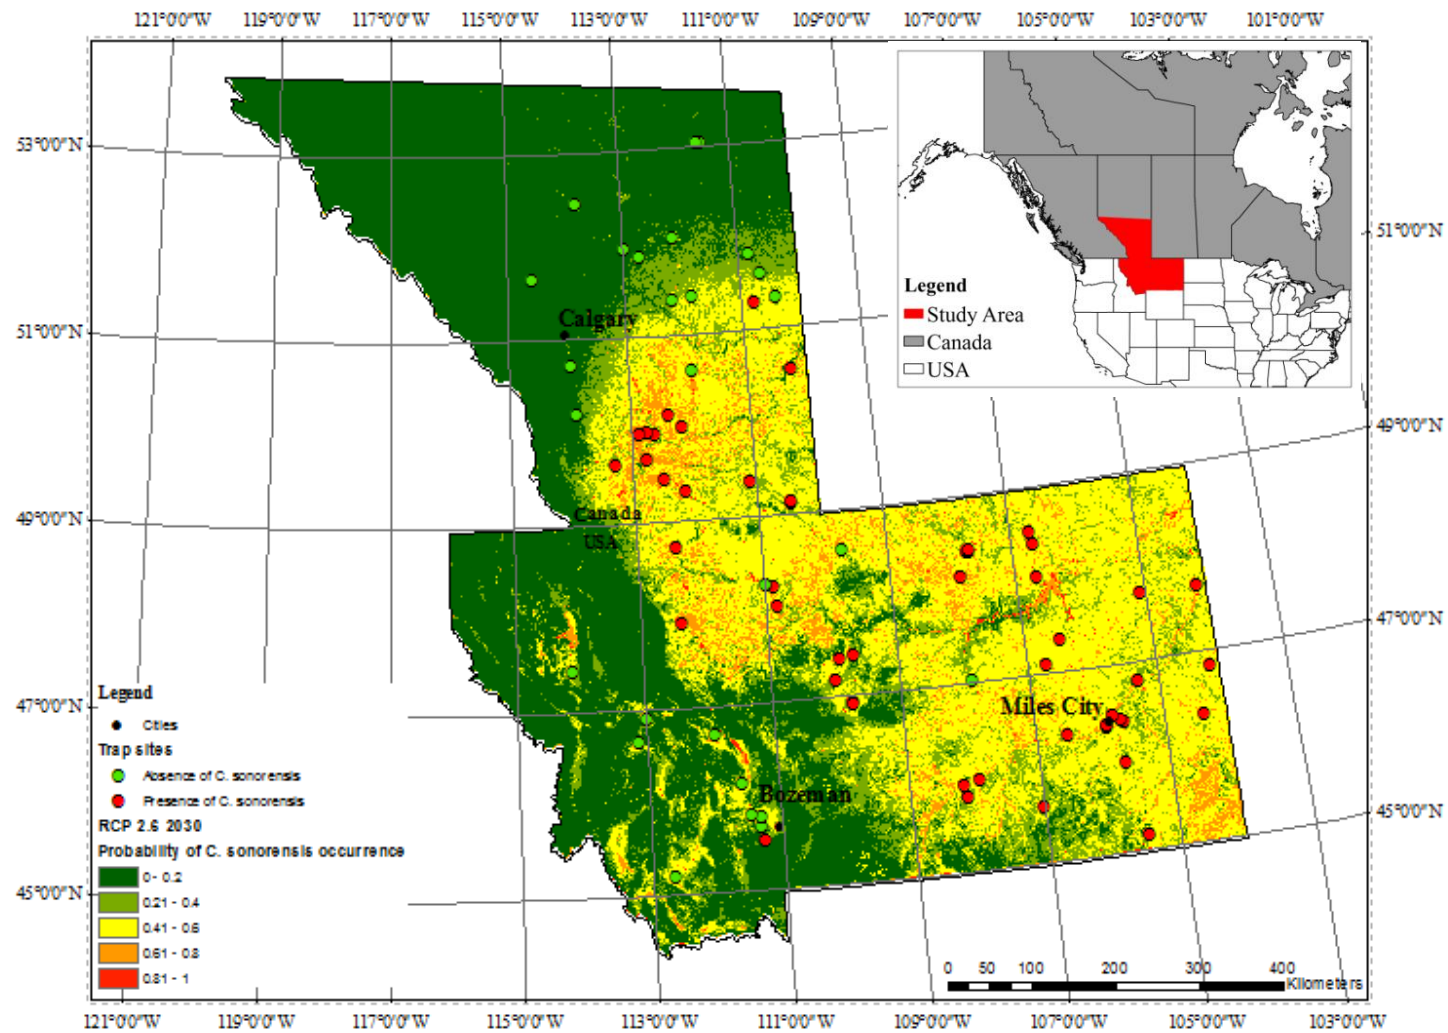 121°0'0"W 119°0'0"W 117°0'0"W 115°0'0"W 113°0'0"W 111°0'0"W 109°0'0"W 107°0'0"W 105°0'0"W 103°0'0"W 101°0'0"W
53°0'0"N
51°0'0"N
49°0'0"N
47°0'0"N
45°0'0"N
51°0'0"N
49°0'0"N
47°0'0"N
45°0'0"N
Legend
Study Area
Canada
USA
Calgary
Canada
USA
Miles City
Bozeman
Legend
Cities
Trap sites
Absence of C. sonorensis
Presence of C. sonorensis
RCP 2.6 2030
Probability of C. sonorensis occurrence
0 - 0.2
0.21 - 0.4
0.41 - 0.6
0.61 - 0.8
0.81 - 1
0 50 100 200 300 400
Kilometers
121°0'0"W 119°0'0"W 117°0'0"W 115°0'0"W 113°0'0"W 111°0'0"W 109°0'0"W 107°0'0"W 105°0'0"W 103°0'0"W